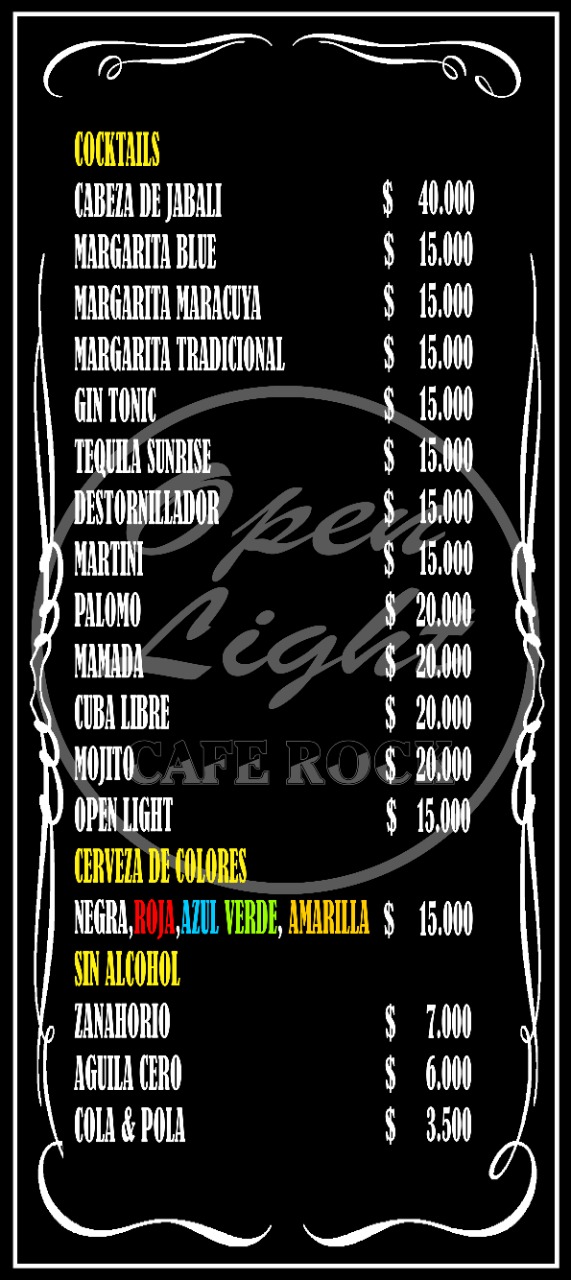 COCKTAILS
CABEZA DE JABALI $ 40.000
MARGARITA BLUE $ 15.000
MARGARITA MARACUYA $ 15.000
MARGARITA TRADICIONAL $ 15.000
GIN TONIC $ 15.000
TEQUILA SUNRISE $ 15.000
DESTORNILLADOR $ 15.000
MARTINI $ 15.000
PALOMO $ 20.000
MAMADA $ 20.000
CUBA LIBRE $ 20.000
MOJITO $ 20.000
OPEN LIGHT $ 15.000
CERVEZA DE COLORES
NEGRA,ROJA,AZUL VERDE, AMARILLA $ 15.000
SIN ALCOHOL
ZANAHORIO $ 7.000
AGUILA CERO $ 6.000
COLA & POLA $ 3.500
Open
Light
CAFE ROCK